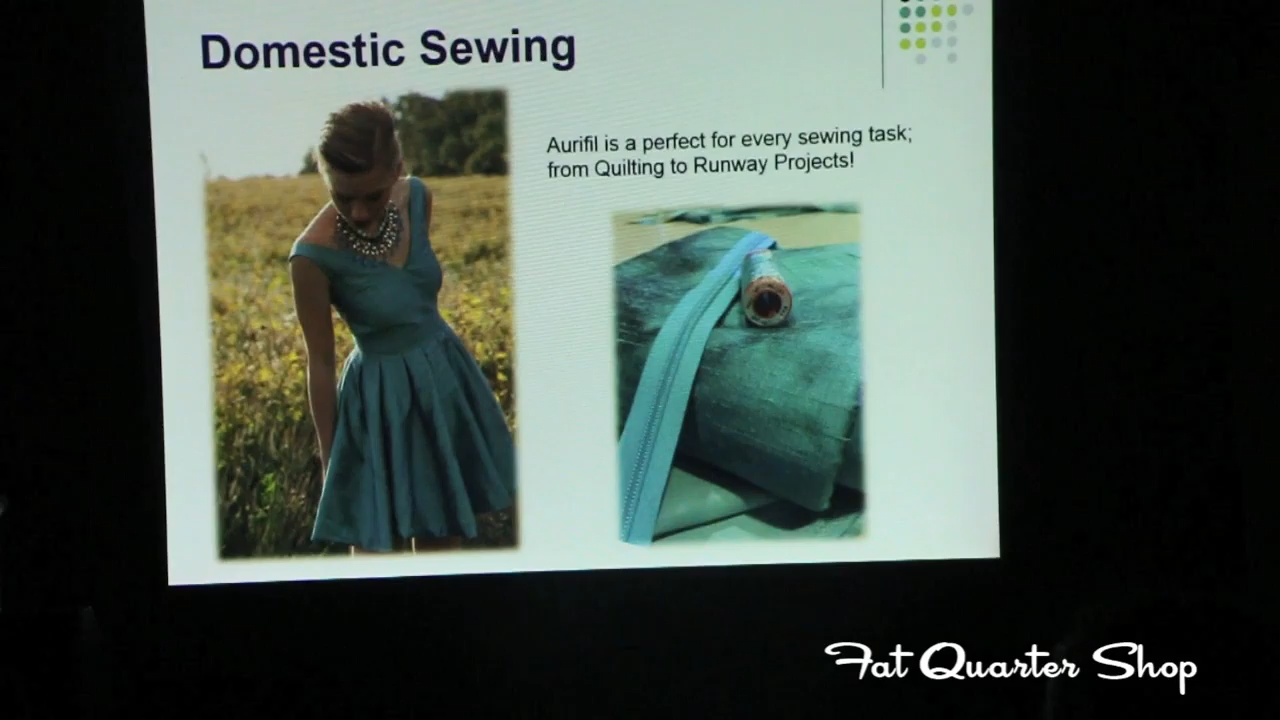 Domestic Sewing
Aurifil is a perfect for every sewing task;
from Quilting to Runway Projects!
Fat Quarter Shop